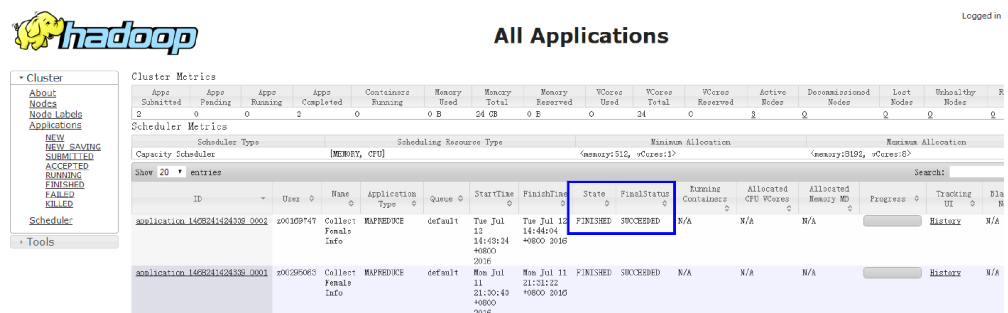 Logged in
hadoop
All Applications
Cluster
About
Nodes
Node Labels
Applications
NEW
NEW_SAVING
SUBMITTED
ACCEPTED
RUNNING
FINISHED
FAILED
KILLED
Scheduler
Tools
Cluster Metrics
Apps Submitted Apps Pending Apps Running Apps Completed Containers Running Memory Used Memory Total Memory Reserved VCores Used VCores Total VCores Reserved Active Nodes Decommissioned Nodes Lost Nodes Unhealthy Nodes R
2 0 0 2 0 0 B 24 GB 0 B 0 24 0 3 0 0 0 0
Scheduler Metrics
Scheduler Type Scheduling Resource Type Minimum Allocation Maximum Allocation
Capacity Scheduler [MEMORY, CPU] <memory:512, vCores:1> <memory:8192, vCores:8>
Show 20 entries Search:
ID User Name Application Type Queue StartTime FinishTime State FinalStatus Running Containers Allocated CPU VCores Allocated Memory MB Progress Tracking UI Bla
application_1468241424339_0002 z00169747 Collect Female Info MAPREDUCE default Tue Jul 12 14:43:24 +0800 2016 Tue Jul 12 14:44:04 +0800 2016 FINISHED SUCCEEDED N/A N/A N/A History N/A
application_1468241424339_0001 z00295063 Collect Female Info MAPREDUCE default Mon Jul 11 21:30:43 +0800 2016 Mon Jul 11 21:31:22 +0800 2016 FINISHED SUCCEEDED N/A N/A N/A History N/A